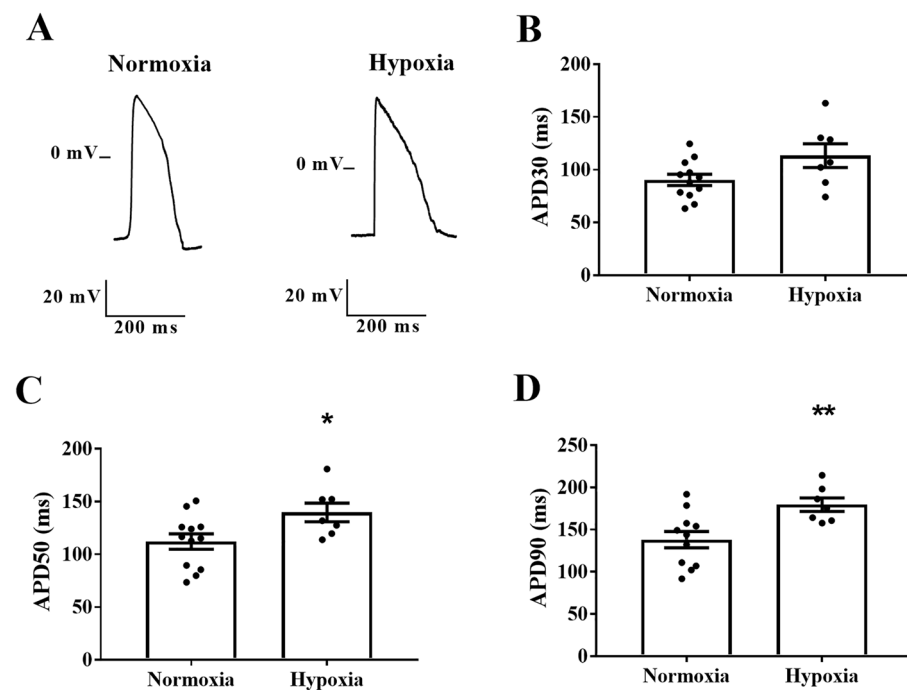 A
Normoxia
Hypoxia
0 mV
0 mV
20 mV
200 ms
20 mV
200 ms
B
200
150
100
50
0
APD30 (ms)
Normoxia
Hypoxia
C
*
200
150
100
50
0
APD50 (ms)
Normoxia
Hypoxia
D
**
250
200
150
100
50
0
APD90 (ms)
Normoxia
Hypoxia